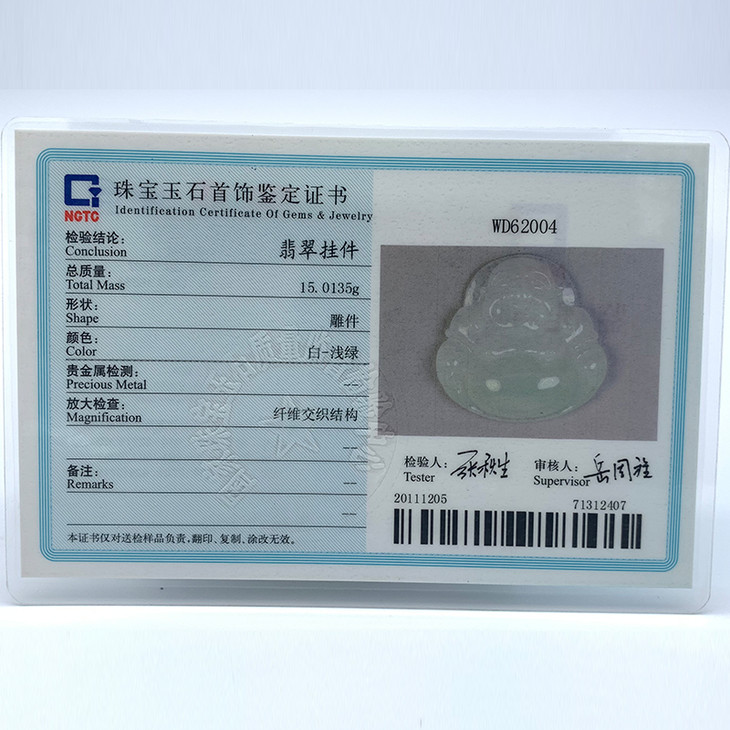 NGTC
珠宝玉石首饰鉴定证书
Identification Certificate Of Gems & Jewelry
检验结论:
Conclusion
翡翠挂件
总质量:
Total Mass
15.0135g
形状:
Shape
雕件
颜色:
Color
白-浅绿
贵金属检测:
Precious Metal
放大检查:
Magnification
纤维交织结构
--
备注:
Remarks
--
--
本证书仅对送检样品负责,翻印、复制、涂改无效。
WD62004
检验人:
Tester
审核人:
Supervisor
20111205
71312407